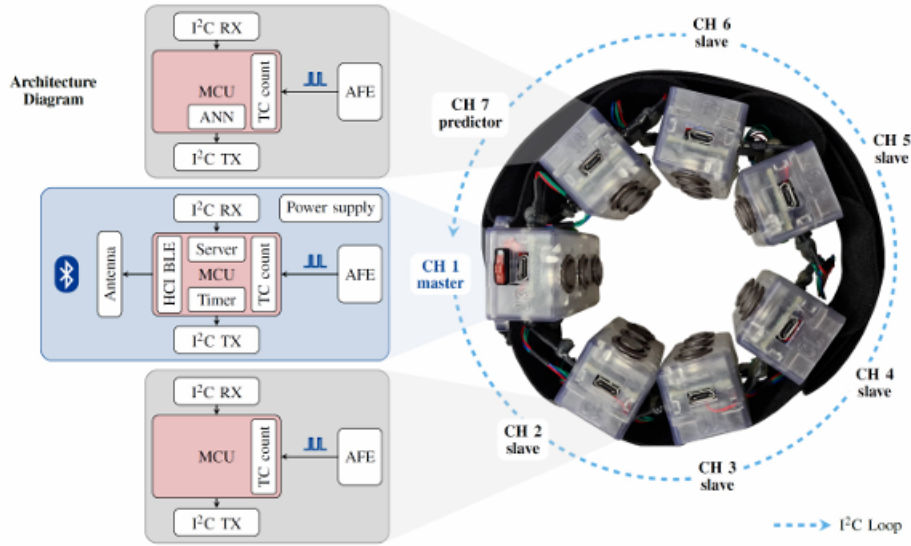 Architecture
Diagram
I²C RX
MCU
ANN
TC count
AFE
I²C TX
I²C RX
Power supply
Antenna
HCI BLE
Server
MCU
Timer
TC count
AFE
I²C TX
I²C RX
MCU
TC count
AFE
I²C TX
CH 6
slave
CH 7
predictor
CH 5
slave
CH 1
master
CH 4
slave
CH 2
slave
CH 3
slave
I²C Loop